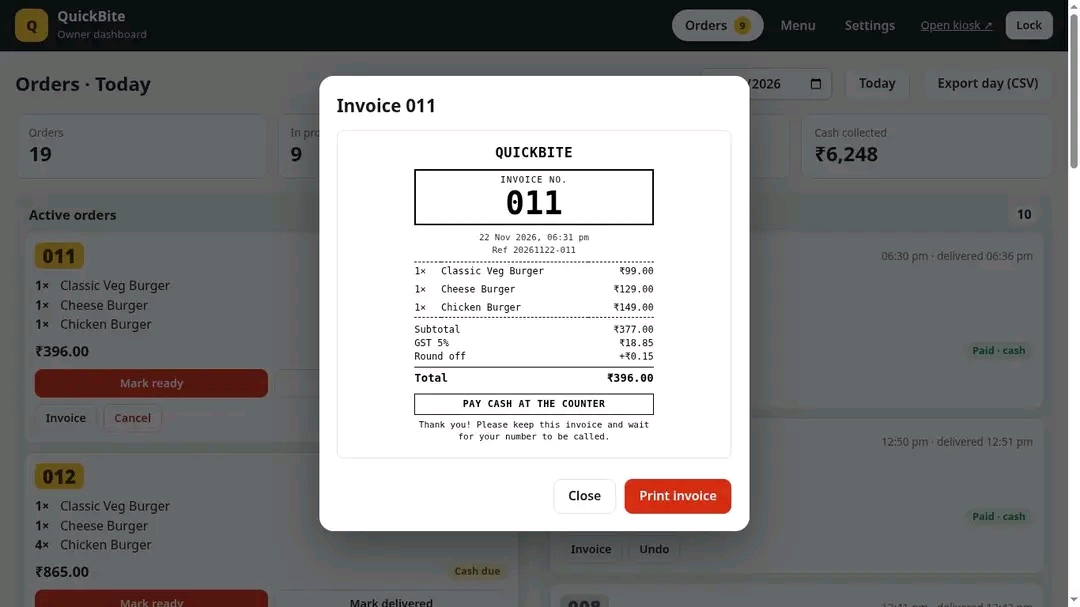 Q
QuickBite
Owner dashboard
Orders 9
Menu
Settings
Open kiosk ↗
Lock
Orders · Today
/2026
Today
Export day (CSV)
Orders
19
In pro
9
Cash collected
₹6,248
Active orders
10
011
1× Classic Veg Burger
1× Cheese Burger
1× Chicken Burger
₹396.00
Mark ready
Invoice
Cancel
012
1× Classic Veg Burger
1× Cheese Burger
4× Chicken Burger
₹865.00
Cash due
Mark ready
Mark delivered
Invoice 011
QUICKBITE
INVOICE NO.
011
22 Nov 2026, 06:31 pm
Ref 20261122-011
1× Classic Veg Burger ₹99.00
1× Cheese Burger ₹129.00
1× Chicken Burger ₹149.00
Subtotal ₹377.00
GST 5% ₹18.85
Round off +₹0.15
Total ₹396.00
PAY CASH AT THE COUNTER
Thank you! Please keep this invoice and wait
for your number to be called.
Close
Print invoice
06:30 pm · delivered 06:36 pm
Paid · cash
12:50 pm · delivered 12:51 pm
Paid · cash
Invoice
Undo